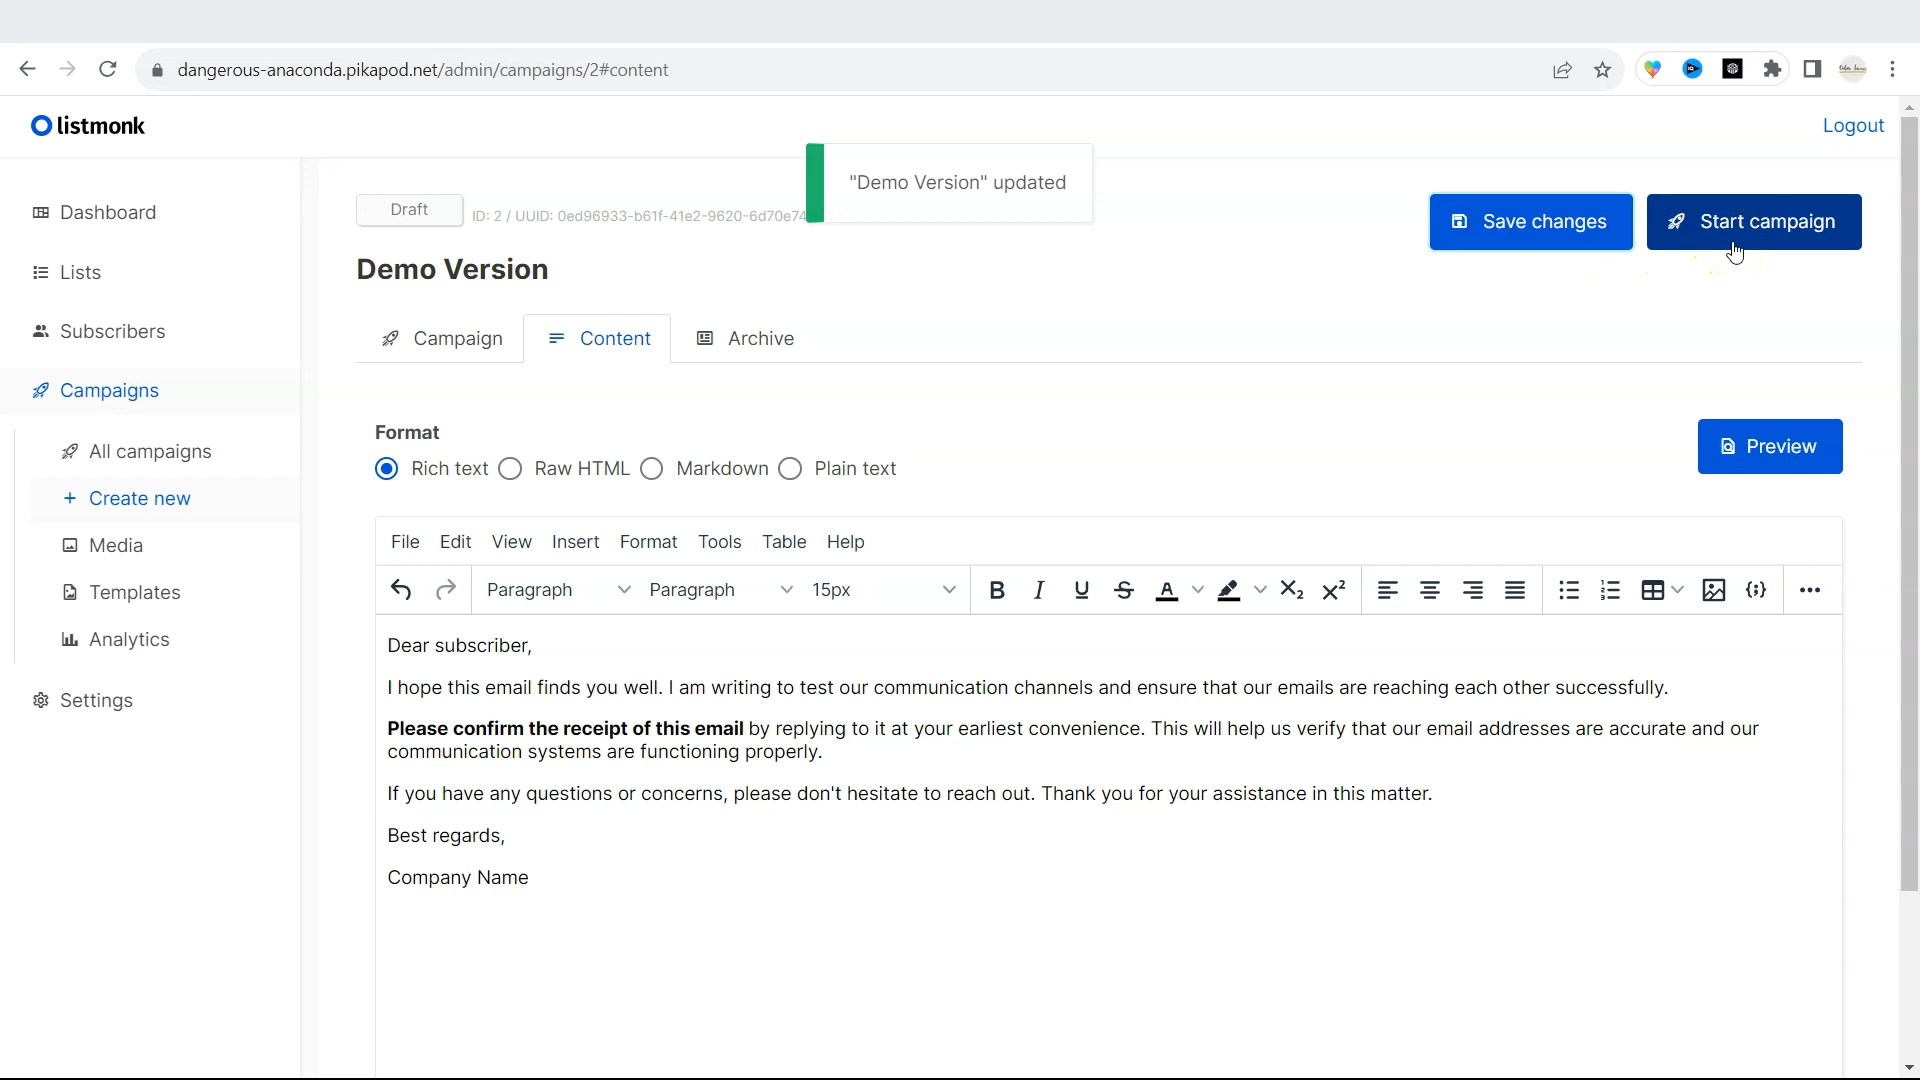 dangerous-anaconda.pikapod.net/admin/campaigns/2#content
listmonk
Logout
"Demo Version" updated
Dashboard
Lists
Subscribers
Campaigns
All campaigns
Create new
Media
Templates
Analytics
Settings
Draft
ID: 2 / UUID: 0ed96933-b61f-41e2-9620-6d70e74
Save changes
Start campaign
Demo Version
Campaign
Content
Archive
Format
Rich text Raw HTML Markdown Plain text
Preview
File Edit View Insert Format Tools Table Help
Paragraph Paragraph 15px
Dear subscriber,
I hope this email finds you well. I am writing to test our communication channels and ensure that our emails are reaching each other successfully.
Please confirm the receipt of this email by replying to it at your earliest convenience. This will help us verify that our email addresses are accurate and our
communication systems are functioning properly.
If you have any questions or concerns, please don't hesitate to reach out. Thank you for your assistance in this matter.
Best regards,
Company Name